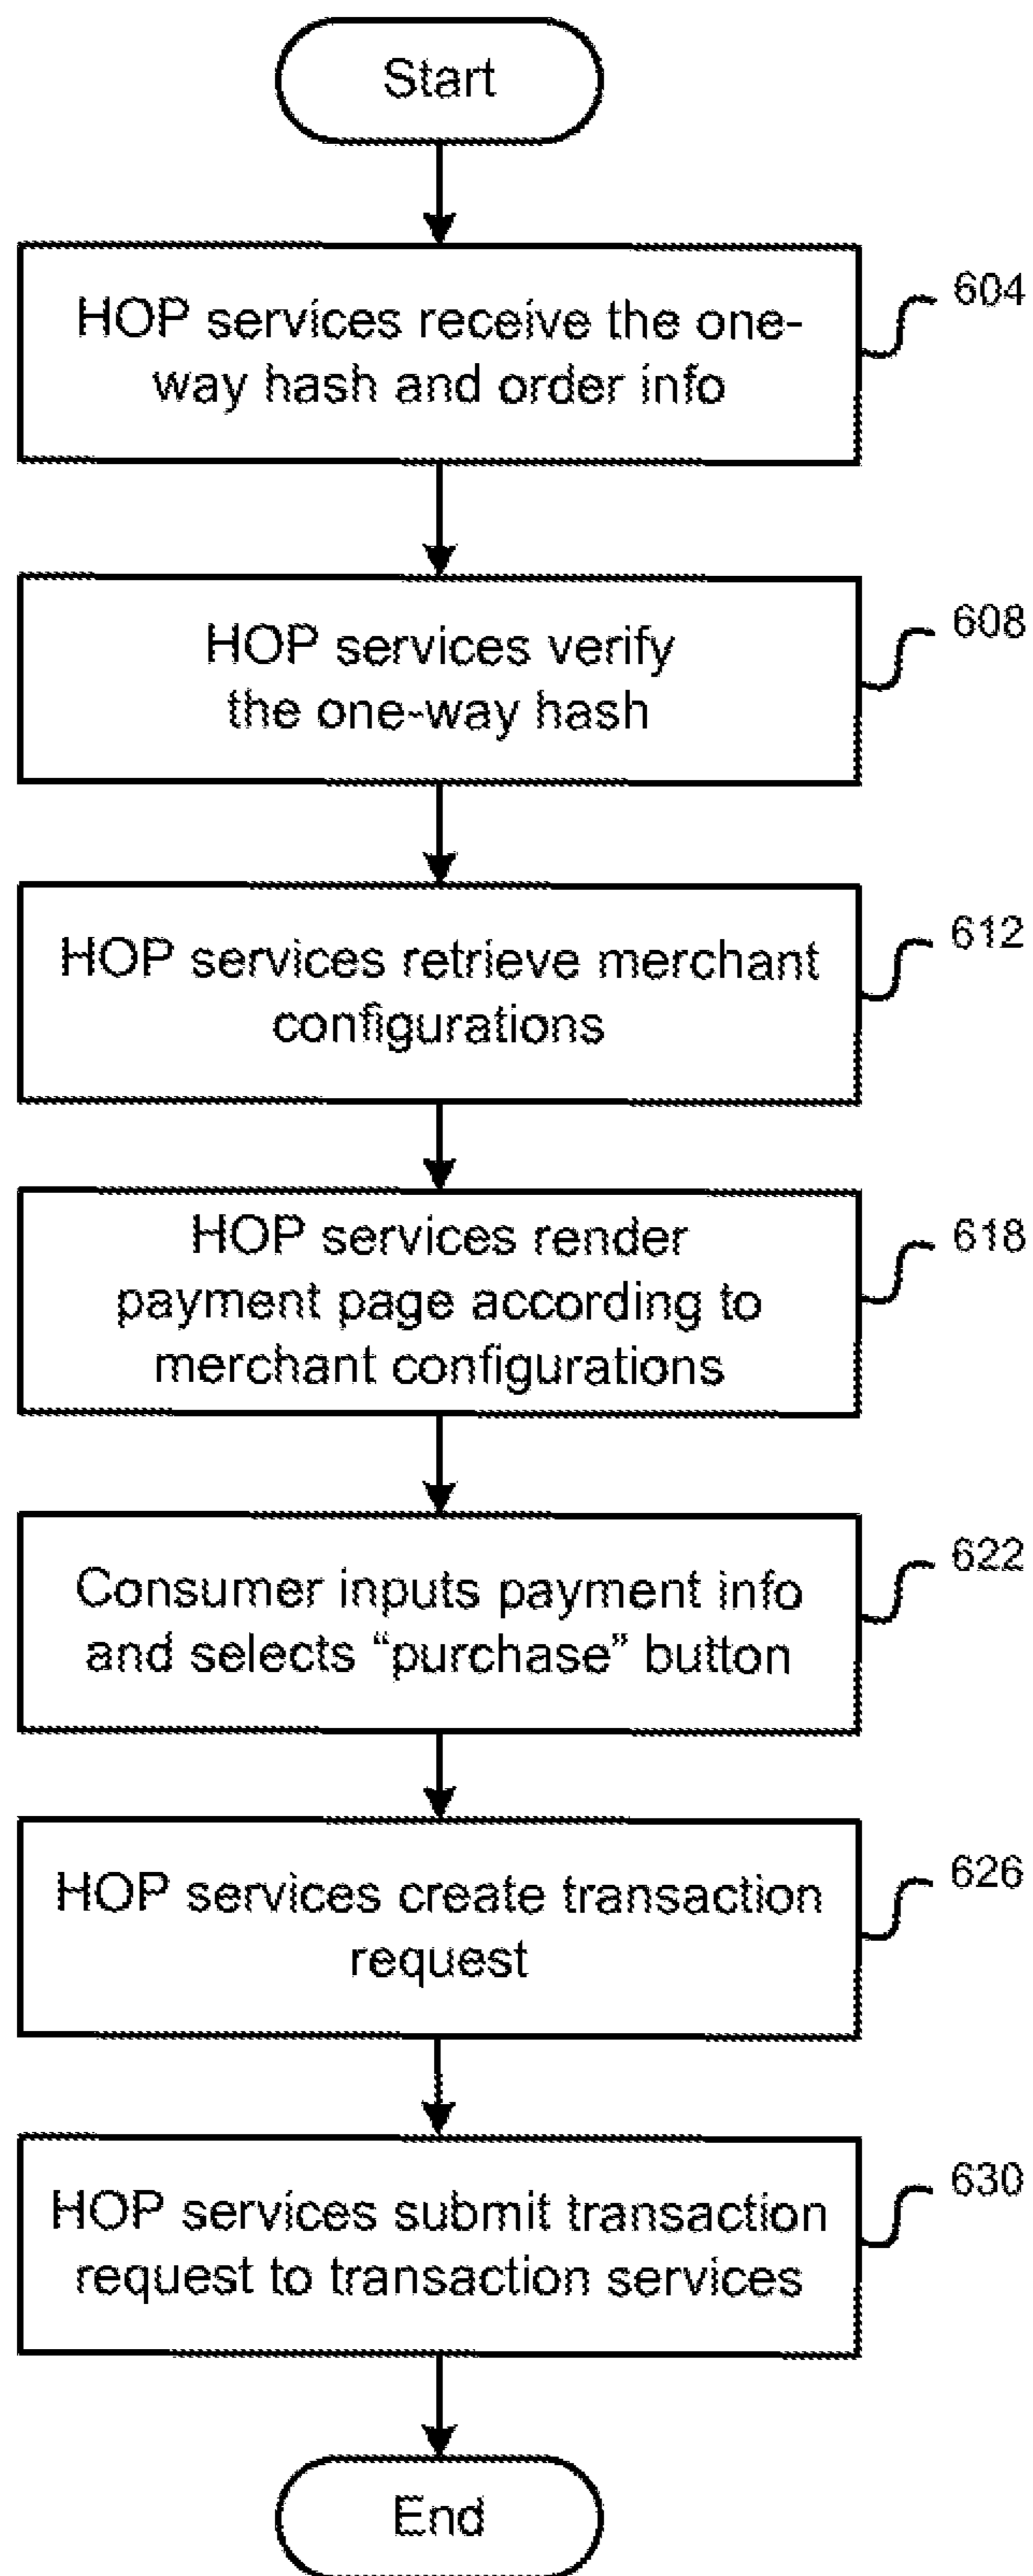 Start
HOP services receive the one-
way hash and order info
604
HOP services verify
the one-way hash
608
HOP services retrieve merchant
configurations
612
HOP services render
payment page according to
merchant configurations
618
Consumer inputs payment info
and selects “purchase” button
622
HOP services create transaction
request
626
HOP services submit transaction
request to transaction services
630
End